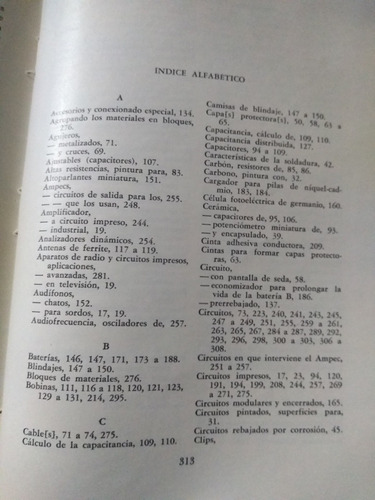 INDICE ALFABETICO
A
Accesorios y conexionado especial, 134.
Agrupando los materiales en bloques,
276.
Agujeros,
— metalizados, 71.
— y cruces, 69.
Ajustables (capacitores), 107.
Altas resistencias, pintura para, 83.
Altoparlantes miniatura, 151.
Ampecs,
— circuitos de salida para los, 255.
— — que los usan, 248.
Amplificador,
— a circuito impreso, 244.
— industrial, 19.
Analizadores dinámicos, 254.
Antenas de ferrite, 117 a 119.
Aparatos de radio y circuitos impresos,
aplicaciones,
— avanzadas, 281.
— en televisión, 19.
Audífonos,
— chatos, 152.
— para sordos, 17, 19.
Audiofrecuencia, osciladores de, 257.
B
Baterías, 146, 147, 171, 173 a 188.
Blindajes, 147 a 150.
Bloques de materiales, 276.
Bobinas, 111, 116 a 118, 120, 121, 123,
129 a 131, 214, 295.
C
Cable[s], 71 a 74, 275.
Cálculo de la capacitancia, 109, 110.
Camisas de blindaje, 147 a 150.
Capa[s] protectora[s], 50, 58, 61 a
65.
Capacitancia, cálculo de, 109, 110.
Capacitancia distribuida, 127.
Capacitores, 94 a 109.
Características de la soldadura, 42.
Carbón, resistores de, 85, 86.
Carbono, pintura con, 32.
Cargador para pilas de níquel-cad-
mio, 183, 184.
Célula fotoeléctrica de germanio, 160.
Cerámica,
— capacitores de, 95, 106.
— potenciómetro miniatura de, 93.
— y encapsulado, 39.
Cinta adhesiva conductora, 209.
Cintas para formar capas protecto-
ras, 63.
Circuito,
— con pantalla de seda, 58.
— economizador para prolongar la
vida de la batería B, 186.
— prerrebajado, 137.
Circuitos, 73, 223, 240, 241, 243, 245,
247 a 249, 251, 255, 259 a 261,
263, 265, 267, 284 a 287, 289, 292,
293, 296, 298, 300 a 303, 306 a
308.
Circuitos en que interviene el Ampec,
251 a 257.
Circuitos impresos, 17, 23, 94, 120,
191, 194, 199, 208, 244, 257, 269
a 271, 275.
Circuitos modulares y encerrados, 165.
Circuitos pintados, superficies para,
31.
Circuitos rebajados por corrosión, 45.
Clips,
313